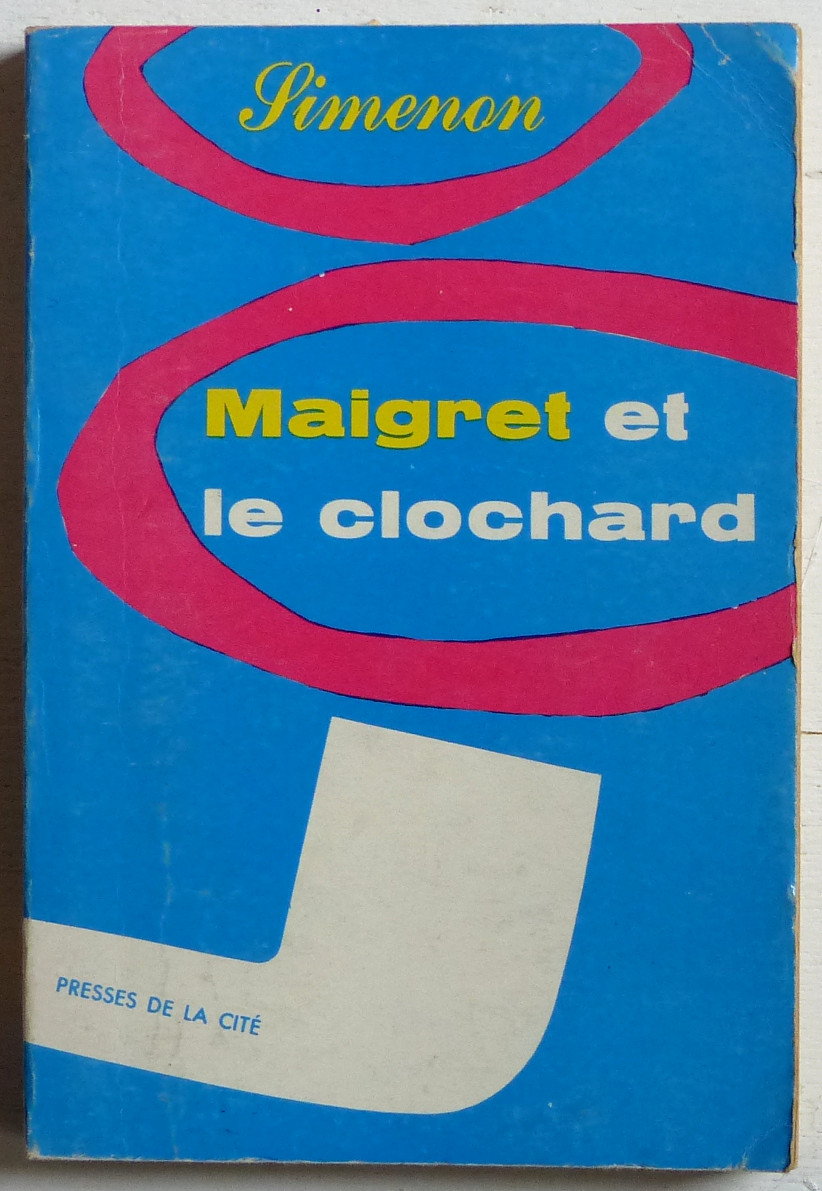 Simenon
Maigret et
le clochard
PRESSES DE LA CITÉ